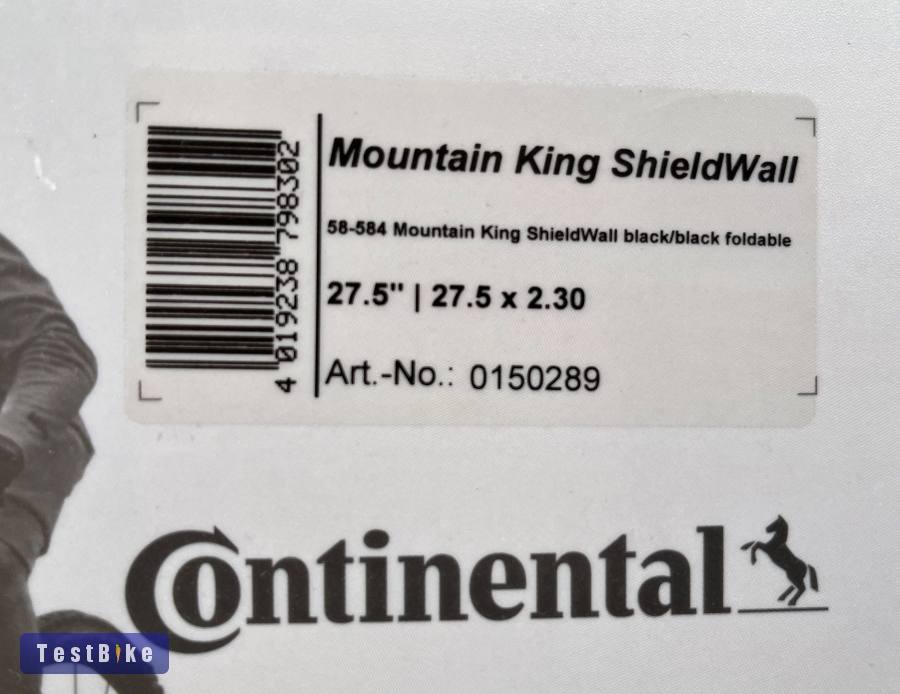 4 019238 798302
Mountain King ShieldWall
58-584 Mountain King ShieldWall black/black foldable
27.5" | 27.5 x 2.30
Art.-No.: 0150289
Continental
TestBike